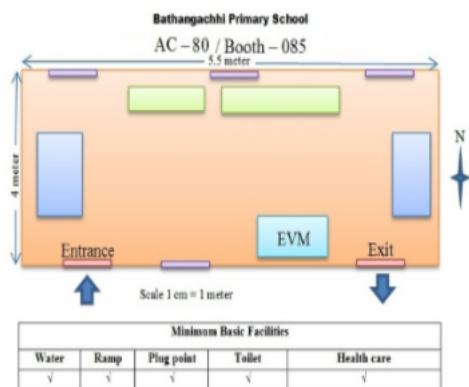 Bathangachhi Primary School
AC – 80 / Booth – 085
5.5 meter
4 meter
N
EVM
Entrance
Exit
Scale 1 cm = 1 meter
Minimum Basic Facilities
Water Ramp Plug point Toilet Health care
√ √ √ √ √